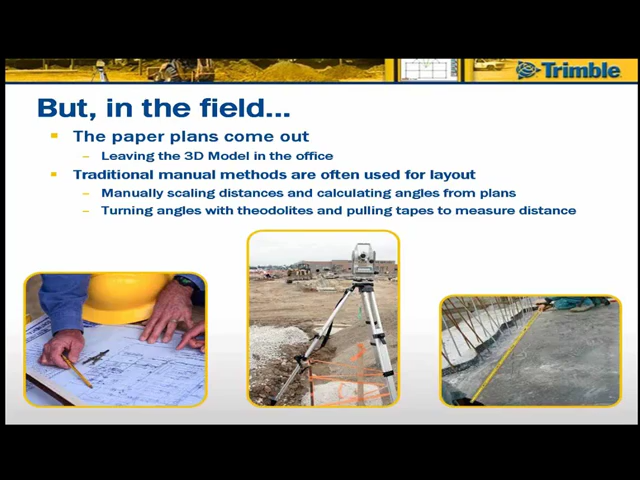 Trimble
But, in the field...
The paper plans come out
– Leaving the 3D Model in the office
Traditional manual methods are often used for layout
– Manually scaling distances and calculating angles from plans
– Turning angles with theodolites and pulling tapes to measure distance